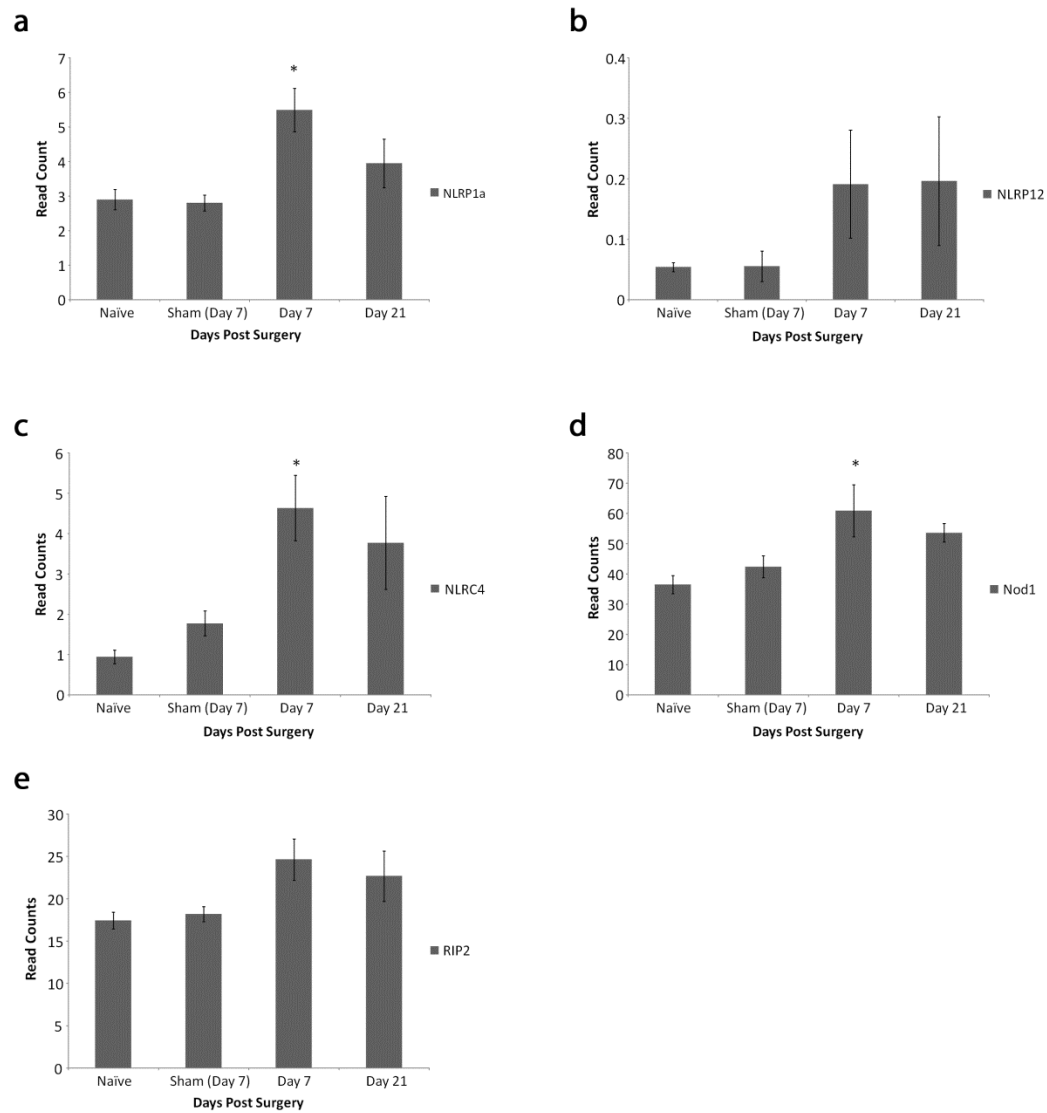 a
7
6
5
4
3
2
1
0
Read Count
*
Naïve Sham (Day 7) Day 7 Day 21
Days Post Surgery
NLRP1a
b
0.4
0.3
0.2
0.1
0
Read Count
Naïve Sham (Day 7) Day 7 Day 21
Days Post Surgery
NLRP12
c
6
5
4
3
2
1
0
Read Counts
*
Naïve Sham (Day 7) Day 7 Day 21
Days Post Surgery
NLRC4
d
80
70
60
50
40
30
20
10
0
Read Counts
*
Naïve Sham (Day 7) Day 7 Day 21
Days Post Surgery
Nod1
e
30
25
20
15
10
5
0
Read Counts
Naïve Sham (Day 7) Day 7 Day 21
Days Post Surgery
RIP2